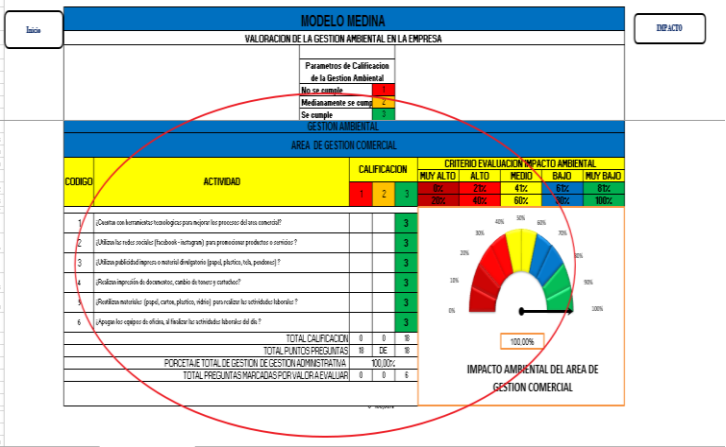 Inicio
MODELO MEDINA
IMPACTO
VALORACION DE LA GESTION AMBIENTAL EN LA EMPRESA
Parametros de Calificacion
de la Gestion Ambiental
No se cumple 1
Medianamente se cump 2
Se cumple 3
GESTION AMBIENTAL
AREA DE GESTION COMERCIAL
CODIGO ACTIVIDAD CALIFICACION CRITERIO EVALUACION IMPACTO AMBIENTAL
MUY ALTO ALTO MEDIO BAJO MUY BAJO
1 2 3 0% 21% 41% 61% 81%
20% 40% 60% 80% 100%
1 ¿Cuentan con herramientas tecnologicas para mejorar los procesos del area comercial? 3
2 ¿Utilizan las redes sociales (facebook - instagram) para promocionar productos o servicios ? 3
3 ¿Utilizan publicidad impresa o material divulgatorio (papel, plastico, tela, pendones) ? 3
4 ¿Realizan impresión de documentos, cambio de toners y cartuchos? 3
5 ¿Reutilizan materiales (papel, carton, plastico, vidrio) para realizar las actividades laborales ? 3
6 ¿Apagan los equipos de oficina, al finalizar las actividades laborales del dia ? 3
TOTAL CALIFICACION 0 0 18
TOTAL PUNTOS PREGUNTAS 18 DE 18
PORCETAJE TOTAL DE GESTION DE GESTION ADMINISTRATIVA 100,00%
TOTAL PREGUNTAS MARCADAS POR VALOR A EVALUAR 0 0 6
0% 10% 20% 30% 40% 50% 60% 70% 80% 90% 100%
100,00%
IMPACTO AMBIENTAL DEL AREA DE
GESTION COMERCIAL